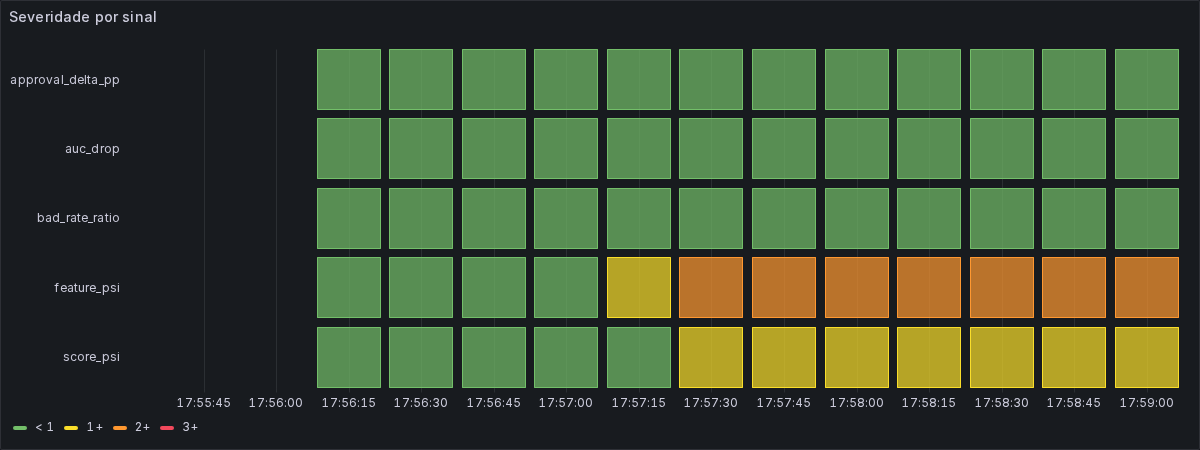 Severidade por sinal
approval_delta_pp
auc_drop
bad_rate_ratio
feature_psi
score_psi
17:55:45 17:56:00 17:56:15 17:56:30 17:56:45 17:57:00 17:57:15 17:57:30 17:57:45 17:58:00 17:58:15 17:58:30 17:58:45 17:59:00
< 1 1+ 2+ 3+